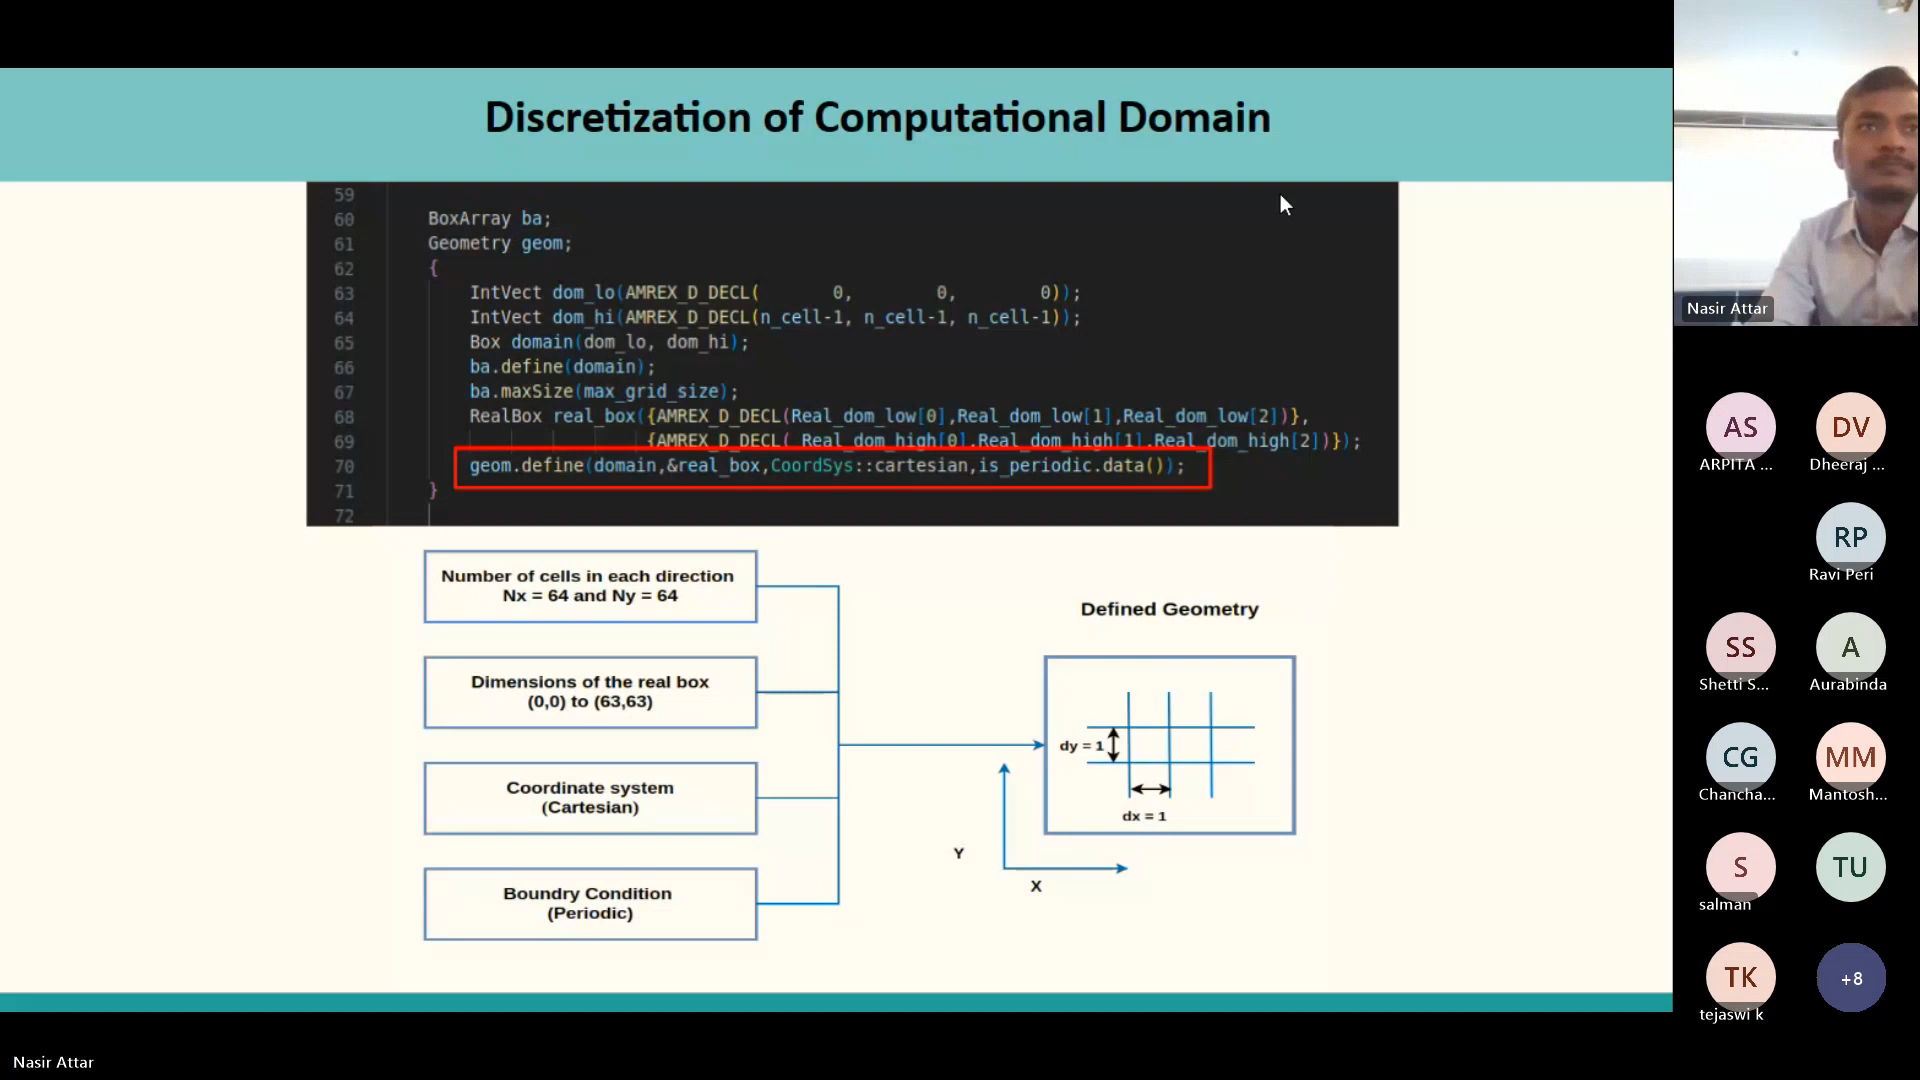 Discretization of Computational Domain
59
60 BoxArray ba;
61 Geometry geom;
62 {
63 IntVect dom_lo(AMREX_D_DECL( 0, 0, 0));
64 IntVect dom_hi(AMREX_D_DECL(n_cell-1, n_cell-1, n_cell-1));
65 Box domain(dom_lo, dom_hi);
66 ba.define(domain);
67 ba.maxSize(max_grid_size);
68 RealBox real_box({AMREX_D_DECL(Real_dom_low[0],Real_dom_low[1],Real_dom_low[2])},
69 {AMREX_D_DECL( Real_dom_high[0],Real_dom_high[1],Real_dom_high[2])});
70 geom.define(domain,&real_box,CoordSys::cartesian,is_periodic.data());
71 }
72
Number of cells in each direction
Nx = 64 and Ny = 64
Dimensions of the real box
(0,0) to (63,63)
Coordinate system
(Cartesian)
Boundry Condition
(Periodic)
Defined Geometry
dy = 1
dx = 1
Y
X
Nasir Attar
AS
ARPITA ...
DV
Dheeraj ...
RP
Ravi Peri
SS
Shetti S...
A
Aurabinda
CG
Chancha...
MM
Mantosh...
S
salman
TU
TK
tejaswi k
+8
Nasir Attar